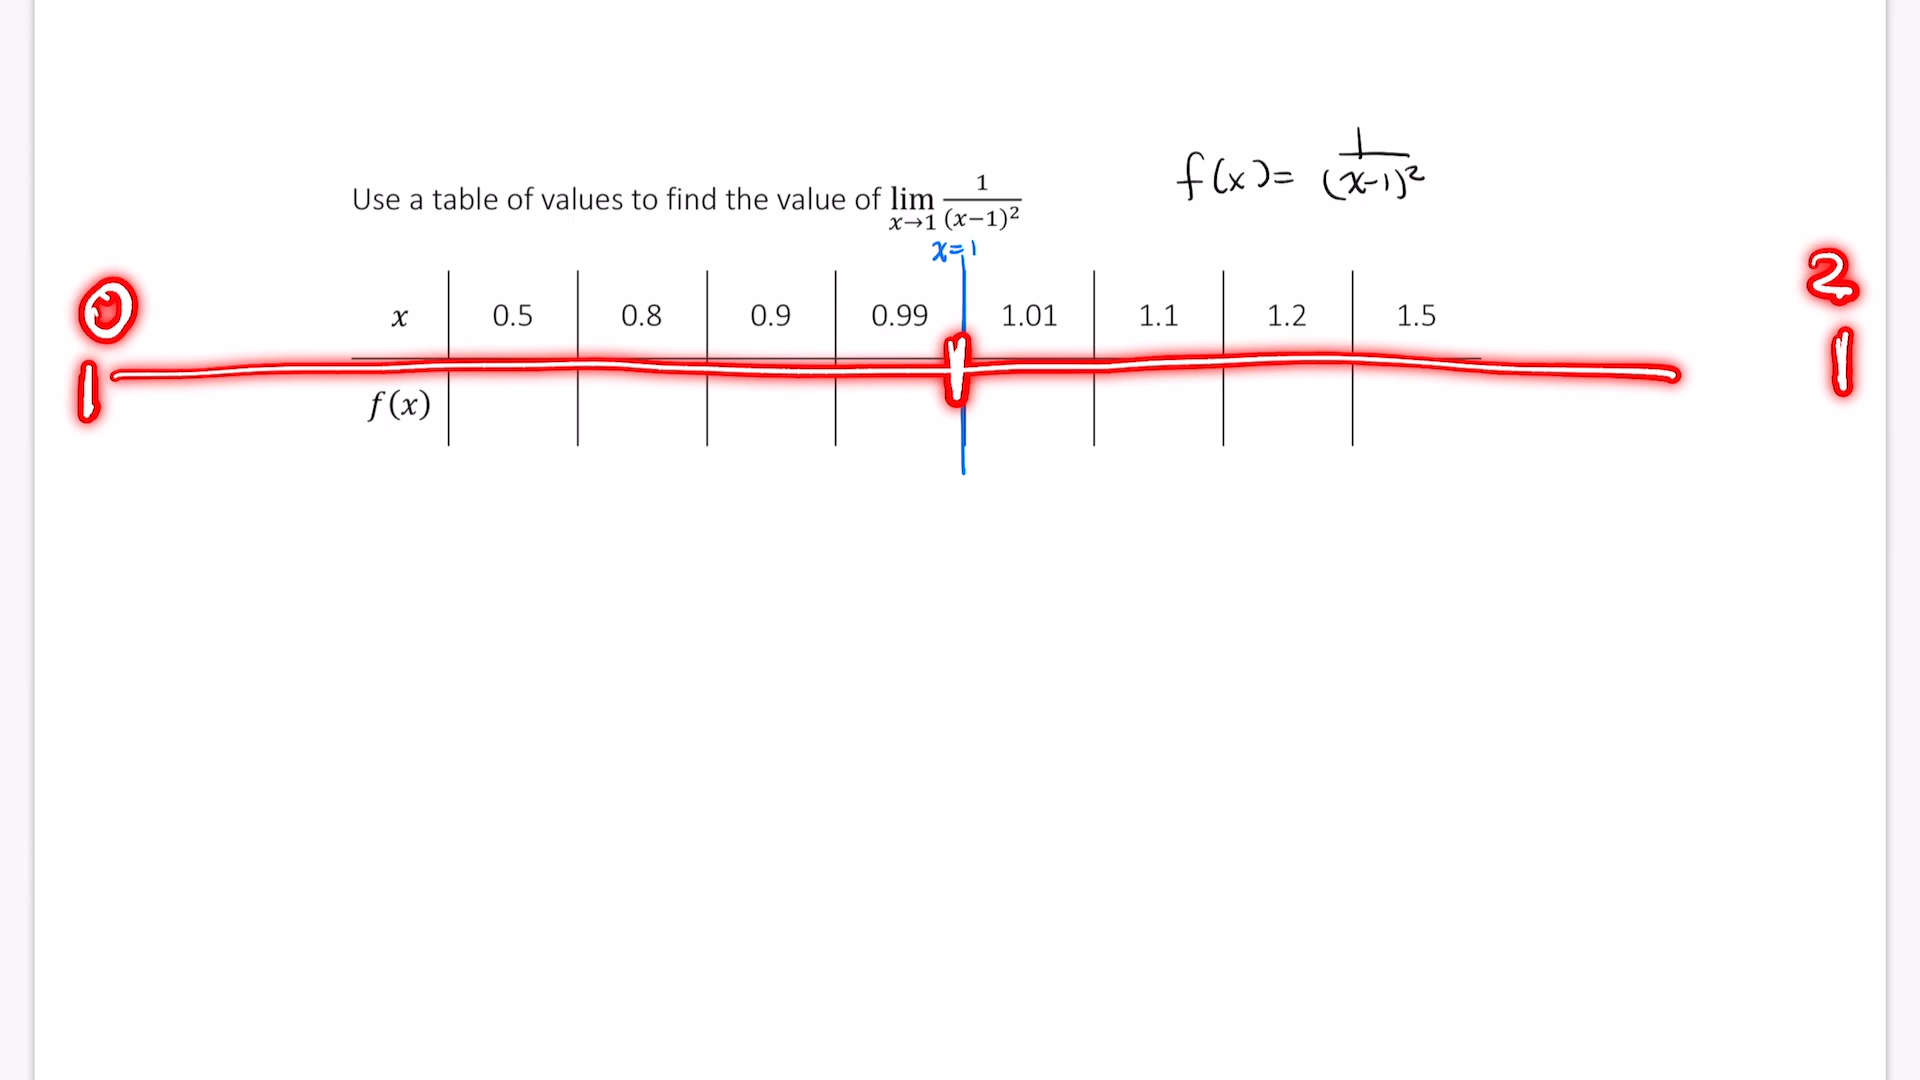 Use a table of values to find the value of lim x→1 1/(x−1)²
f(x)= 1/(x-1)²
x=1
0 2
x 0.5 0.8 0.9 0.99 1.01 1.1 1.2 1.5
1 1
f(x)